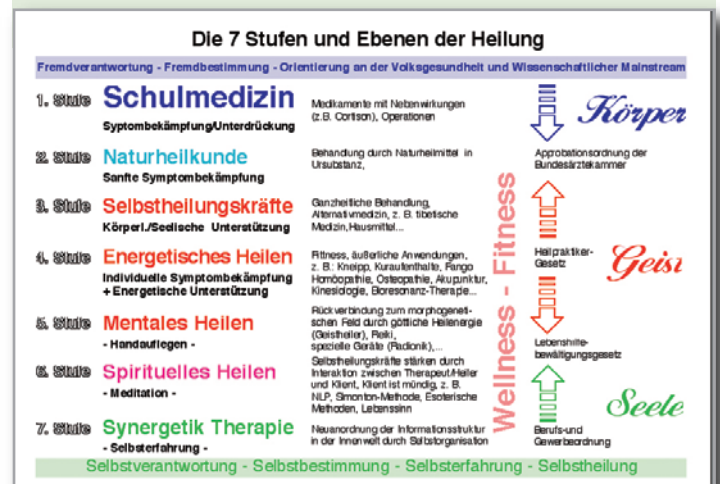 Die 7 Stufen und Ebenen der Heilung
Fremdverantwortung - Fremdbestimmung - Orientierung an der Volksgesundheit und Wissenschaftlicher Mainstream
1. Stufe Schulmedizin
Syptombekämpfung/Unterdrückung
Medikamente mit Nebenwirkungen
(z.B. Cortison), Operationen
Körper
2. Stufe Naturheilkunde
Sanfte Symptombekämpfung
Behandlung durch Naturheilmittel in
Ursubstanz,
Approbationsordnung der
Bundesärztekammer
3. Stufe Selbstheilungskräfte
Körperl./Seelische Unterstützung
Ganzheitliche Behandlung,
Alternativmedizin, z. B. tibetische
Medizin, Hausmittel...
4. Stufe Energetisches Heilen
Individuelle Symptombekämpfung
+ Energetische Unterstützung
Fittness, äußerliche Anwendungen,
z. B.: Kneipp, Kuraufenthalte, Fango
Homöopathie, Osteopathie, Akupunktur,
Kinesiologie, Bioresonanz-Therapie...
Heilpraktiker-
Gesetz
Geist
5. Stufe Mentales Heilen
- Handauflegen -
Rückverbindung zum morphogeneti-
schen Feld durch göttliche Heilenergie
(Geistheiler), Reiki,
spezielle Geräte (Radionik),...
Lebenshilfe-
bewältigungsgesetz
6. Stufe Spirituelles Heilen
- Meditation -
Selbstheilungskräfte stärken durch
Interaktion zwischen Therapeut/Heiler
und Klient, Klient ist mündig, z. B.
NLP, Simonton-Methode, Esoterische
Methoden, Lebenssinn
Wellness - Fitness
Seele
7. Stufe Synergetik Therapie
- Selbsterfahrung -
Neuanordnung der Informationsstruktur
in der Innenwelt durch Selbstorganisation
Berufs-und
Gewerbeordnung
Selbstverantwortung - Selbstbestimmung - Selbsterfahrung - Selbstheilung